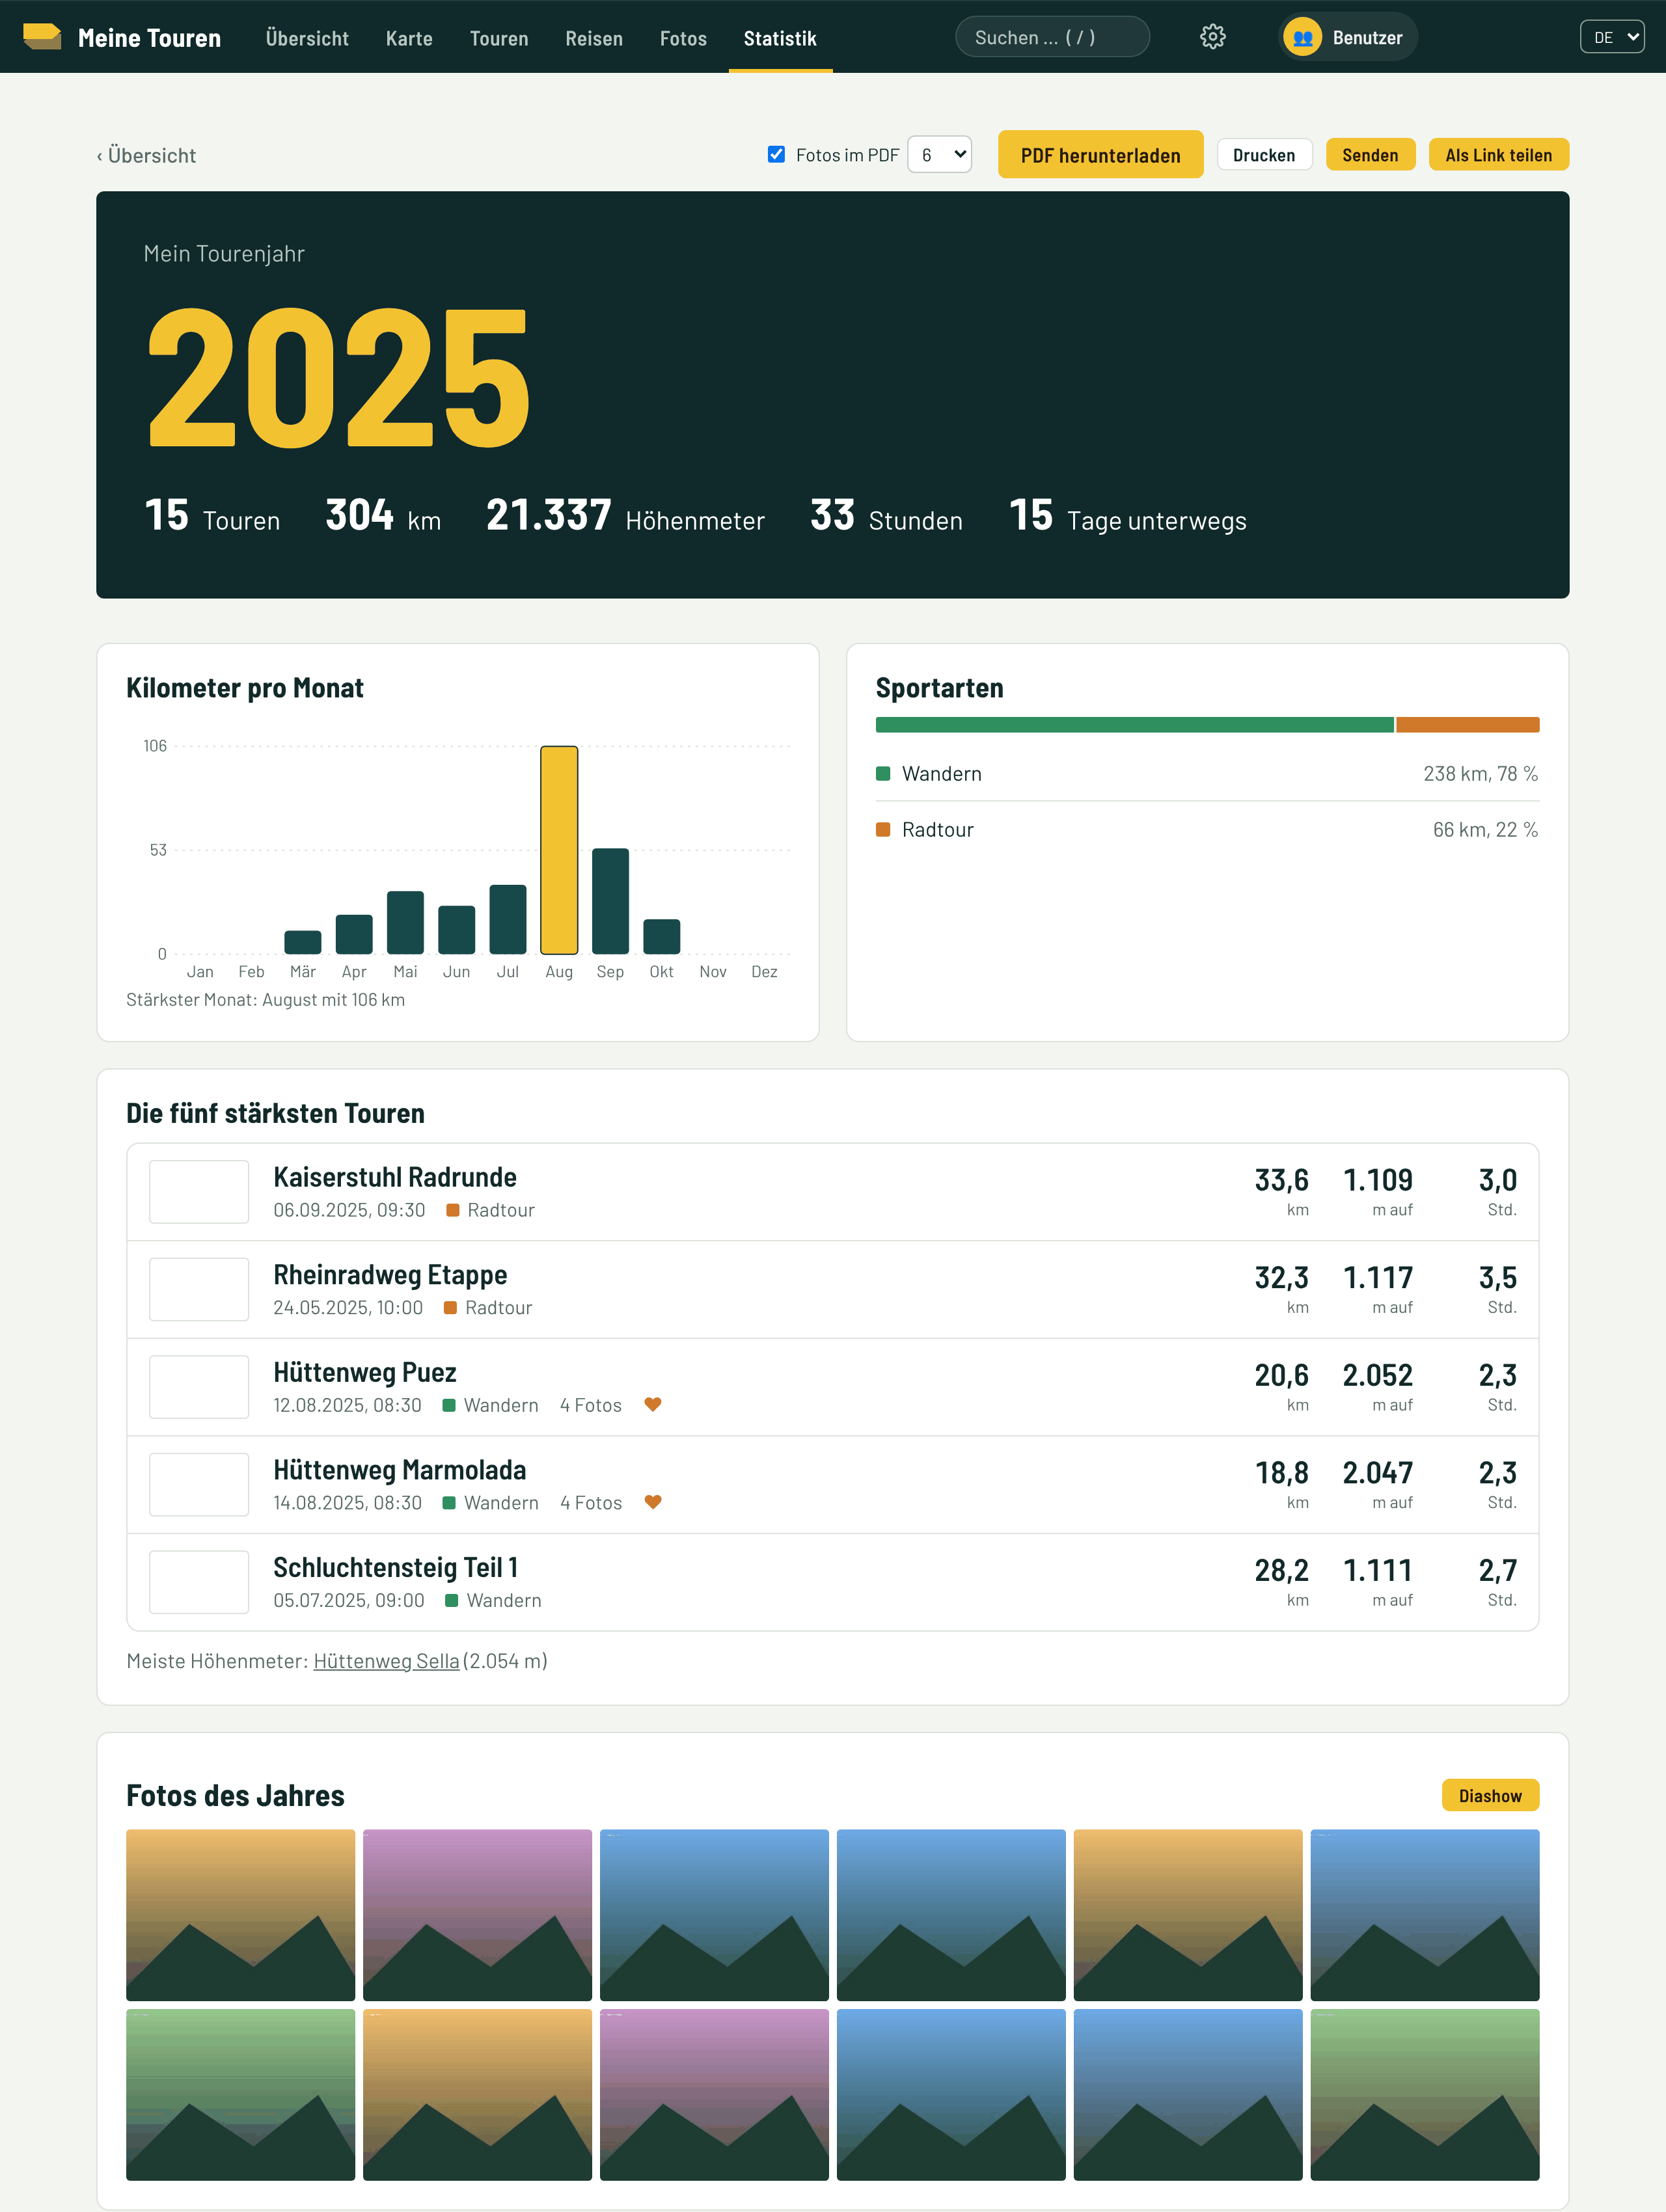 Meine Touren Übersicht Karte Touren Reisen Fotos Statistik Suchen ... ( / ) Benutzer DE
‹ Übersicht Fotos im PDF 6 PDF herunterladen Drucken Senden Als Link teilen
Mein Tourenjahr
2025
15 Touren 304 km 21.337 Höhenmeter 33 Stunden 15 Tage unterwegs
Kilometer pro Monat
106
53
0
Jan Feb Mär Apr Mai Jun Jul Aug Sep Okt Nov Dez
Stärkster Monat: August mit 106 km
Sportarten
Wandern 238 km, 78 %
Radtour 66 km, 22 %
Die fünf stärksten Touren
Kaiserstuhl Radrunde 33,6 1.109 3,0
06.09.2025, 09:30 Radtour km m auf Std.
Rheinradweg Etappe 32,3 1.117 3,5
24.05.2025, 10:00 Radtour km m auf Std.
Hüttenweg Puez 20,6 2.052 2,3
12.08.2025, 08:30 Wandern 4 Fotos km m auf Std.
Hüttenweg Marmolada 18,8 2.047 2,3
14.08.2025, 08:30 Wandern 4 Fotos km m auf Std.
Schluchtensteig Teil 1 28,2 1.111 2,7
05.07.2025, 09:00 Wandern km m auf Std.
Meiste Höhenmeter: Hüttenweg Sella (2.054 m)
Fotos des Jahres Diashow